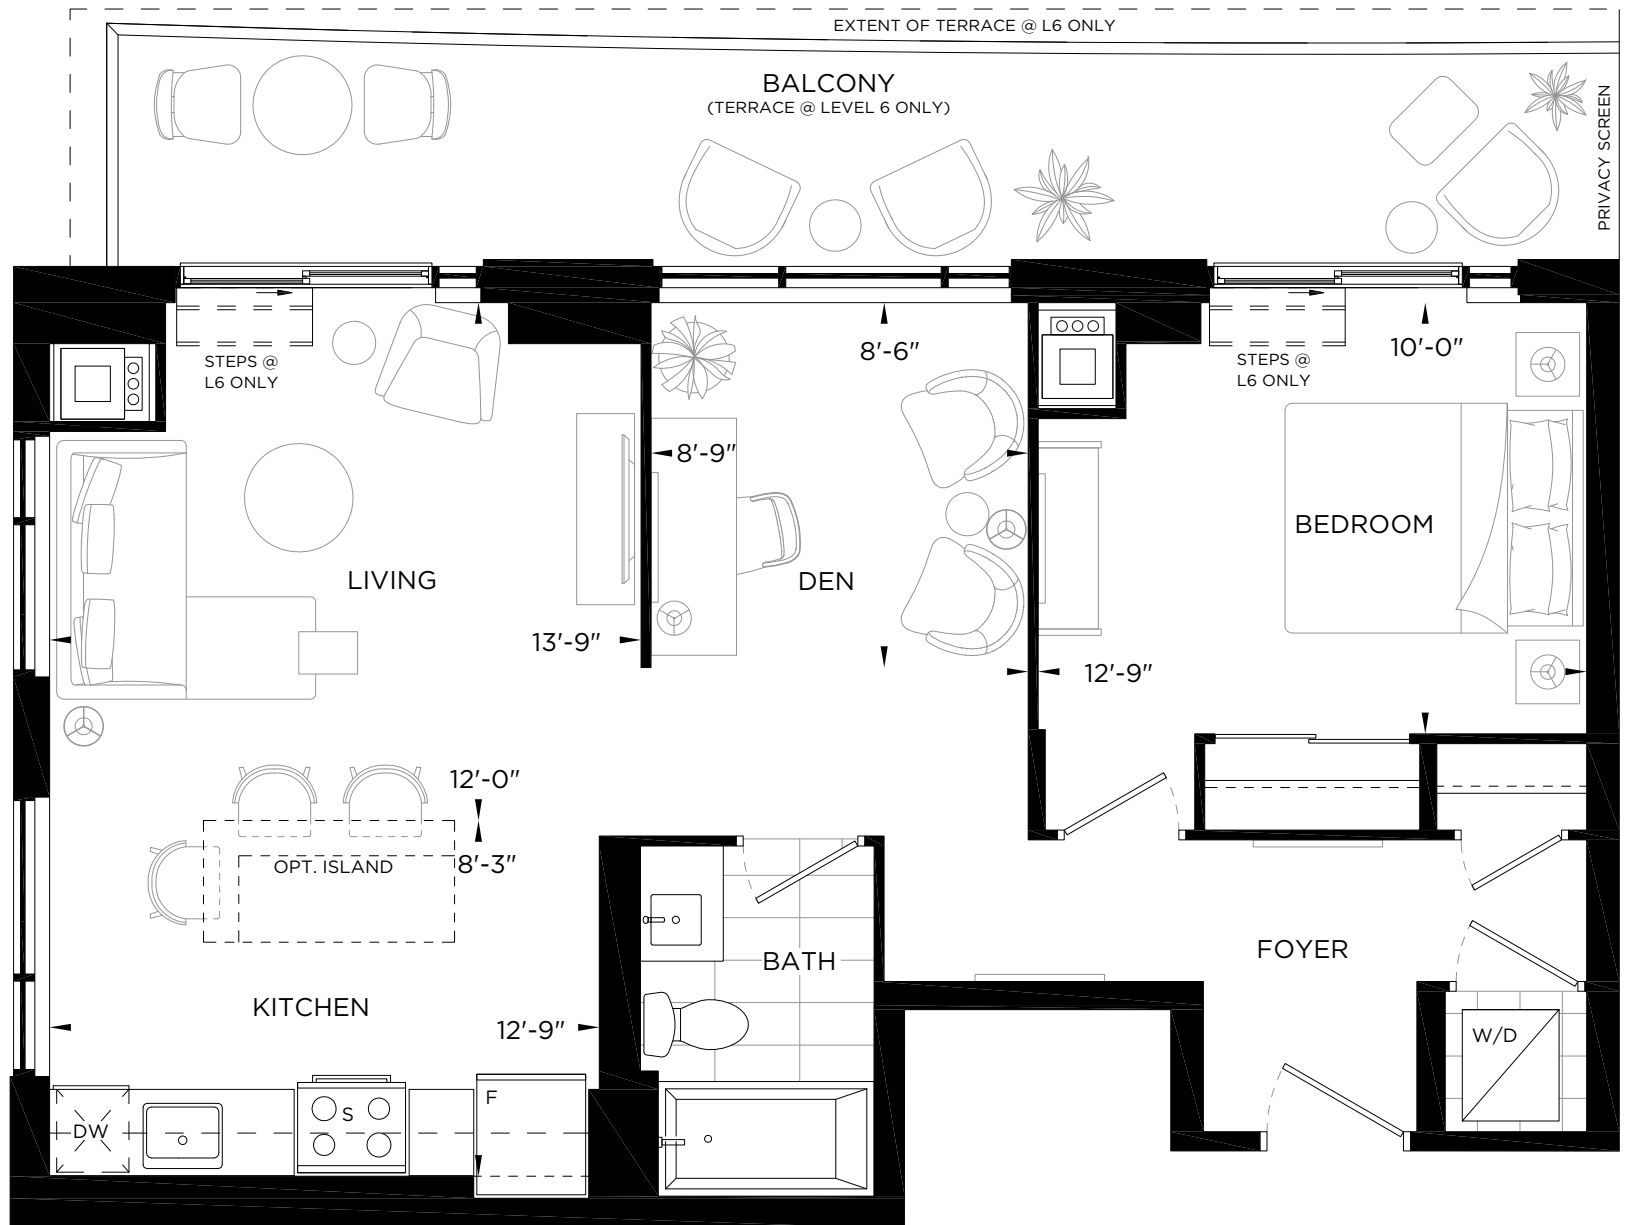 EXTENT OF TERRACE @ L6 ONLY
BALCONY
(TERRACE @ LEVEL 6 ONLY)
PRIVACY SCREEN
STEPS @
L6 ONLY
8'-6"
STEPS @
L6 ONLY
10'-0"
8'-9"
BEDROOM
LIVING
DEN
13'-9"
12'-9"
12'-0"
8'-3"
OPT. ISLAND
BATH
FOYER
KITCHEN
12'-9"
W/D
F
S
DW